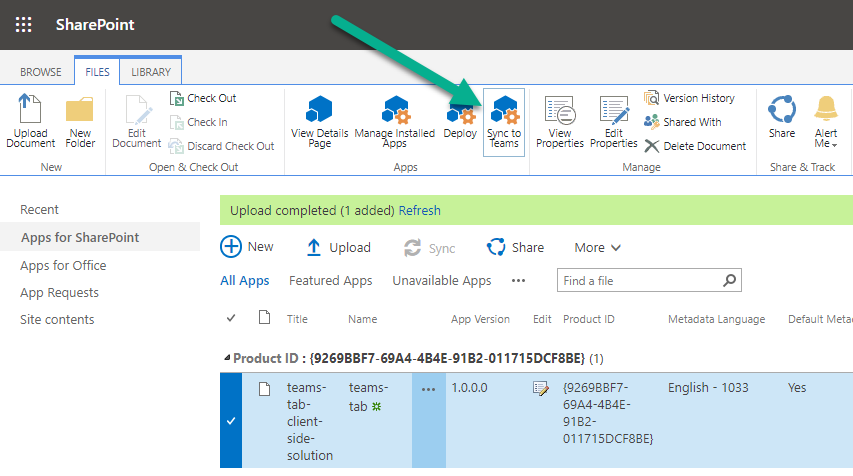 SharePoint
BROWSE FILES LIBRARY
Upload Document
New Folder
New
Edit Document
Check Out
Check In
Discard Check Out
Open & Check Out
View Details Page
Manage Installed Apps
Deploy
Sync to Teams
Apps
View Properties
Edit Properties
Version History
Shared With
Delete Document
Manage
Share
Alert Me
Share & Track
Recent
Apps for SharePoint
Apps for Office
App Requests
Site contents
Upload completed (1 added) Refresh
New Upload Sync Share More
All Apps Featured Apps Unavailable Apps ••• Find a file
Title Name App Version Edit Product ID Metadata Language Default Meta
Product ID : {9269BBF7-69A4-4B4E-91B2-011715DCF8BE} (1)
teams-
tab-
client-
side-
solution
teams-
tab
•••
1.0.0.0
{9269BBF7-
69A4-4B4E-
91B2-
011715DCF8BE}
English - 1033
Yes